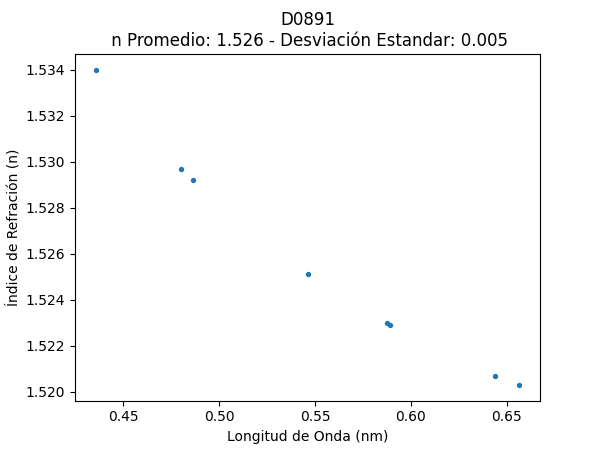 D0891
n Promedio: 1.526 - Desviación Estandar: 0.005
1.534
1.532
1.530
1.528
1.526
1.524
1.522
1.520
Índice de Refración (n)
0.45 0.50 0.55 0.60 0.65
Longitud de Onda (nm)